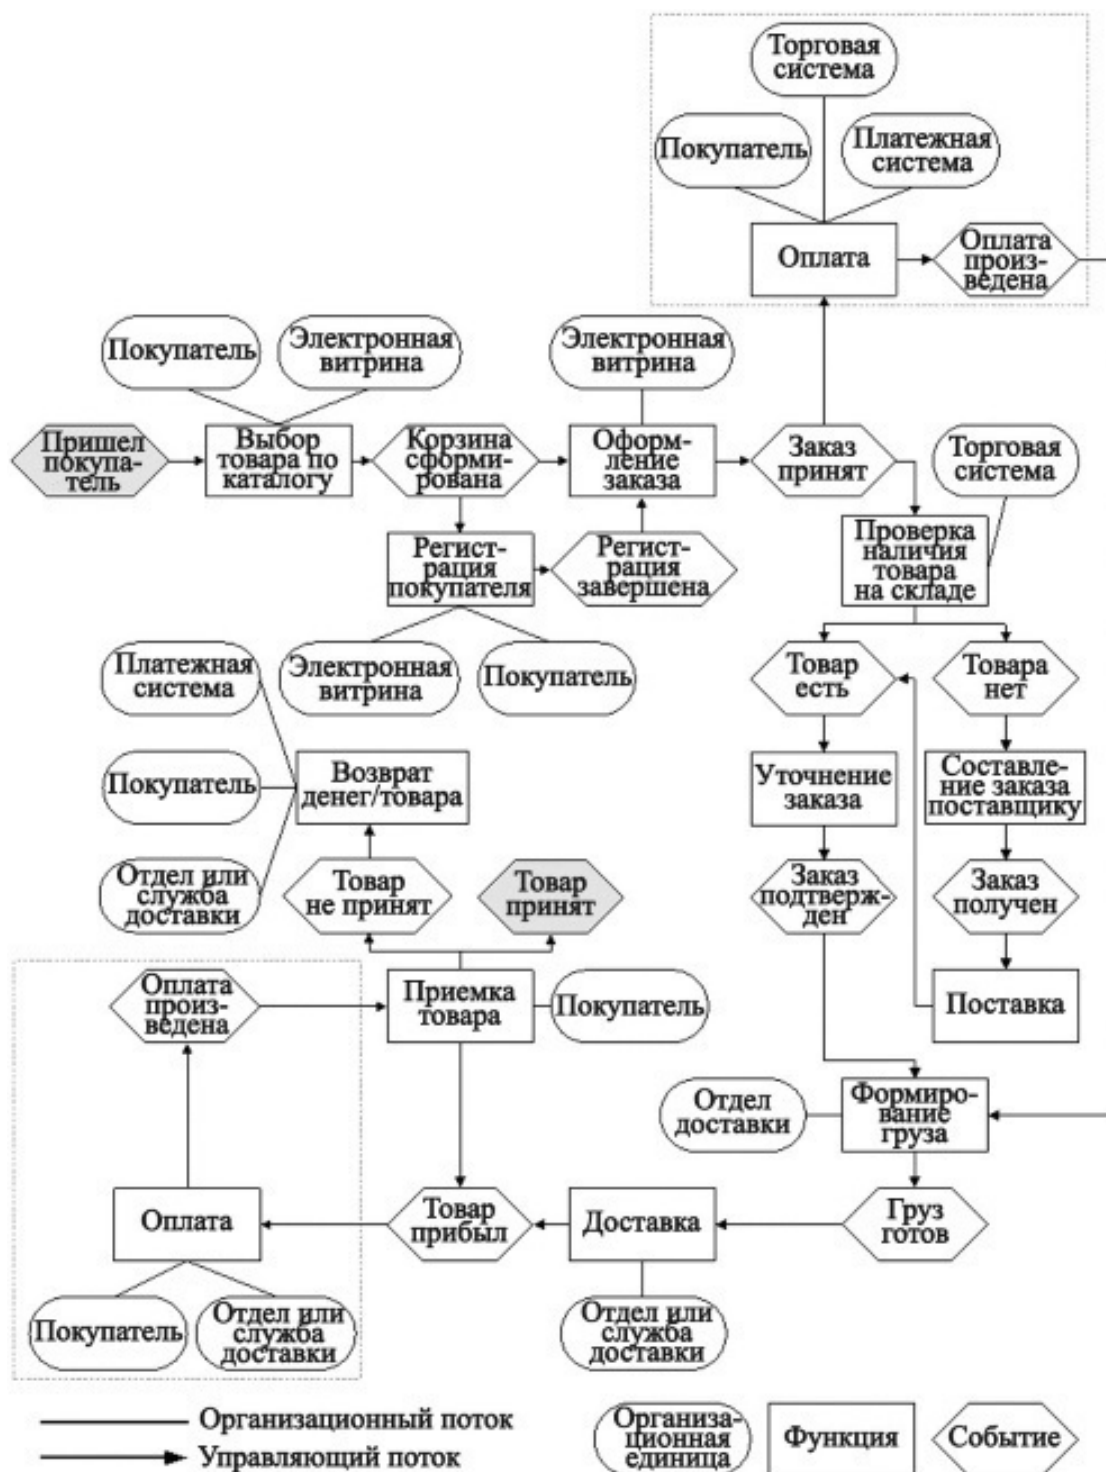 Торговая
система
Покупатель
Платежная
система
Оплата
Оплата
произ-
ведена
Покупатель
Электронная
витрина
Электронная
витрина
Пришел
покупа-
тель
Выбор
товара по
каталогу
Корзина
сформи-
рована
Оформ-
ление
заказа
Заказ
принят
Торговая
система
Регист-
рация
покупателя
Регист-
рация
завершена
Проверка
наличия
товара
на складе
Платежная
система
Электронная
витрина
Покупатель
Товар
есть
Товара
нет
Покупатель
Возврат
денег/товара
Уточнение
заказа
Составле-
ние заказа
поставщику
Отдел или
служба
доставки
Товар
не принят
Товар
принят
Заказ
подтверж-
ден
Заказ
получен
Оплата
произ-
ведена
Приемка
товара
Покупатель
Поставка
Отдел
доставки
Формиро-
вание
груза
Оплата
Товар
прибыл
Доставка
Груз
готов
Покупатель
Отдел или
служба
доставки
Отдел или
служба
доставки
Организационный поток
Управляющий поток
Организа-
ционная
единица
Функция
Событие